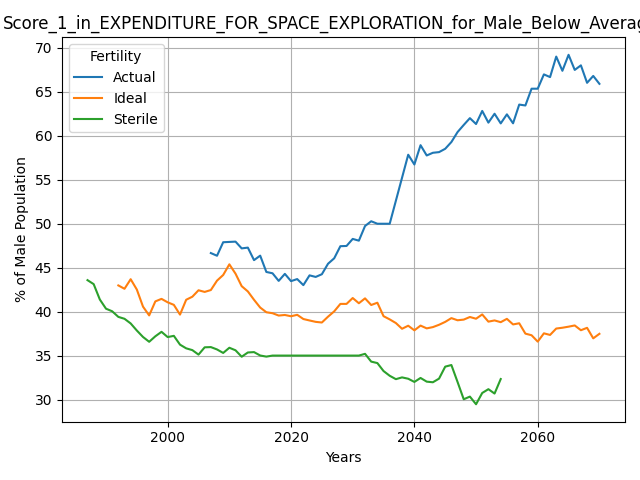 Score_1_in_EXPENDITURE_FOR_SPACE_EXPLORATION_for_Male_Below_Averag
Fertility
Actual
Ideal
Sterile
% of Male Population
70
65
60
55
50
45
40
35
30
2000
2020
2040
2060
Years